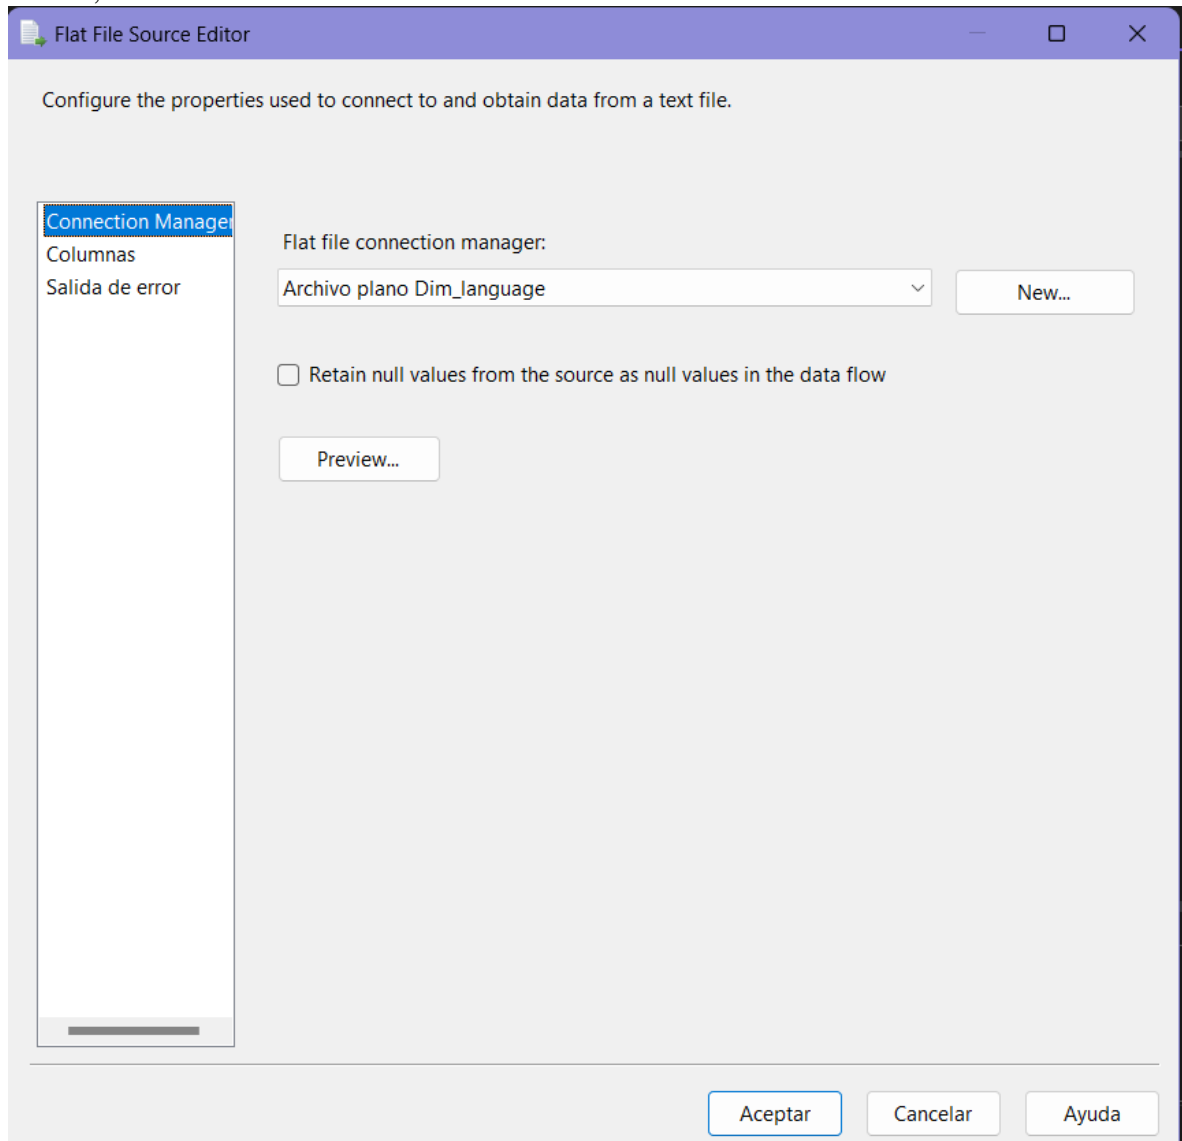 Flat File Source Editor
Configure the properties used to connect to and obtain data from a text file.
Connection Manager
Columnas
Salida de error
Flat file connection manager:
Archivo plano Dim_language
New...
Retain null values from the source as null values in the data flow
Preview...
Aceptar
Cancelar
Ayuda